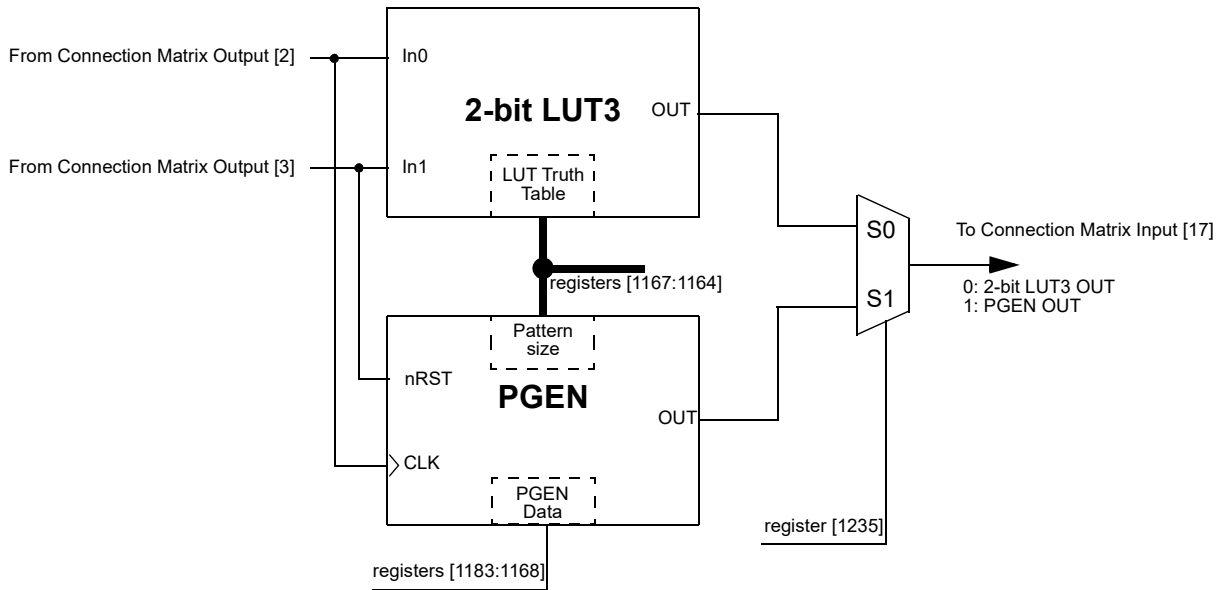 From Connection Matrix Output [2]
In0
2-bit LUT3
OUT
From Connection Matrix Output [3]
In1
LUT Truth
Table
S0
To Connection Matrix Input [17]
registers [1167:1164]
0: 2-bit LUT3 OUT
S1
1: PGEN OUT
Pattern
size
nRST
PGEN
OUT
CLK
PGEN
Data
register [1235]
registers [1183:1168]